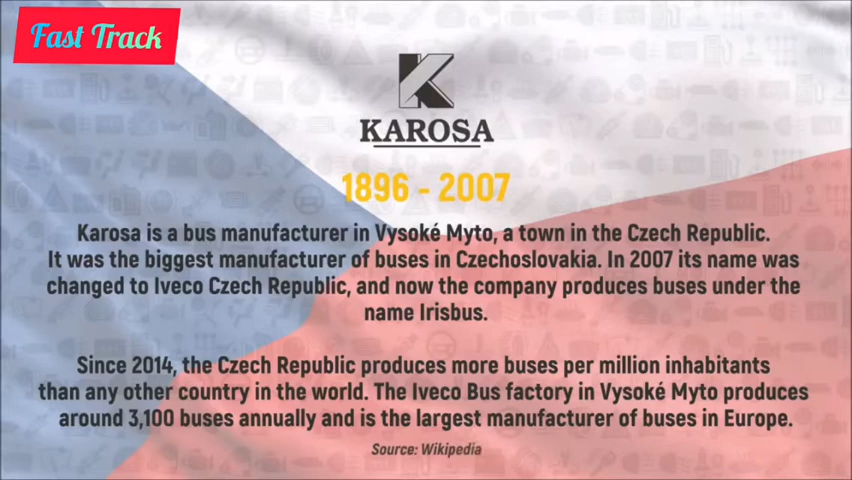 Fast Track
K
KAROSA
1896 - 2007
Karosa is a bus manufacturer in Vysoké Myto, a town in the Czech Republic.
It was the biggest manufacturer of buses in Czechoslovakia. In 2007 its name was
changed to Iveco Czech Republic, and now the company produces buses under the
name Irisbus.
Since 2014, the Czech Republic produces more buses per million inhabitants
than any other country in the world. The Iveco Bus factory in Vysoké Myto produces
around 3,100 buses annually and is the largest manufacturer of buses in Europe.
Source: Wikipedia